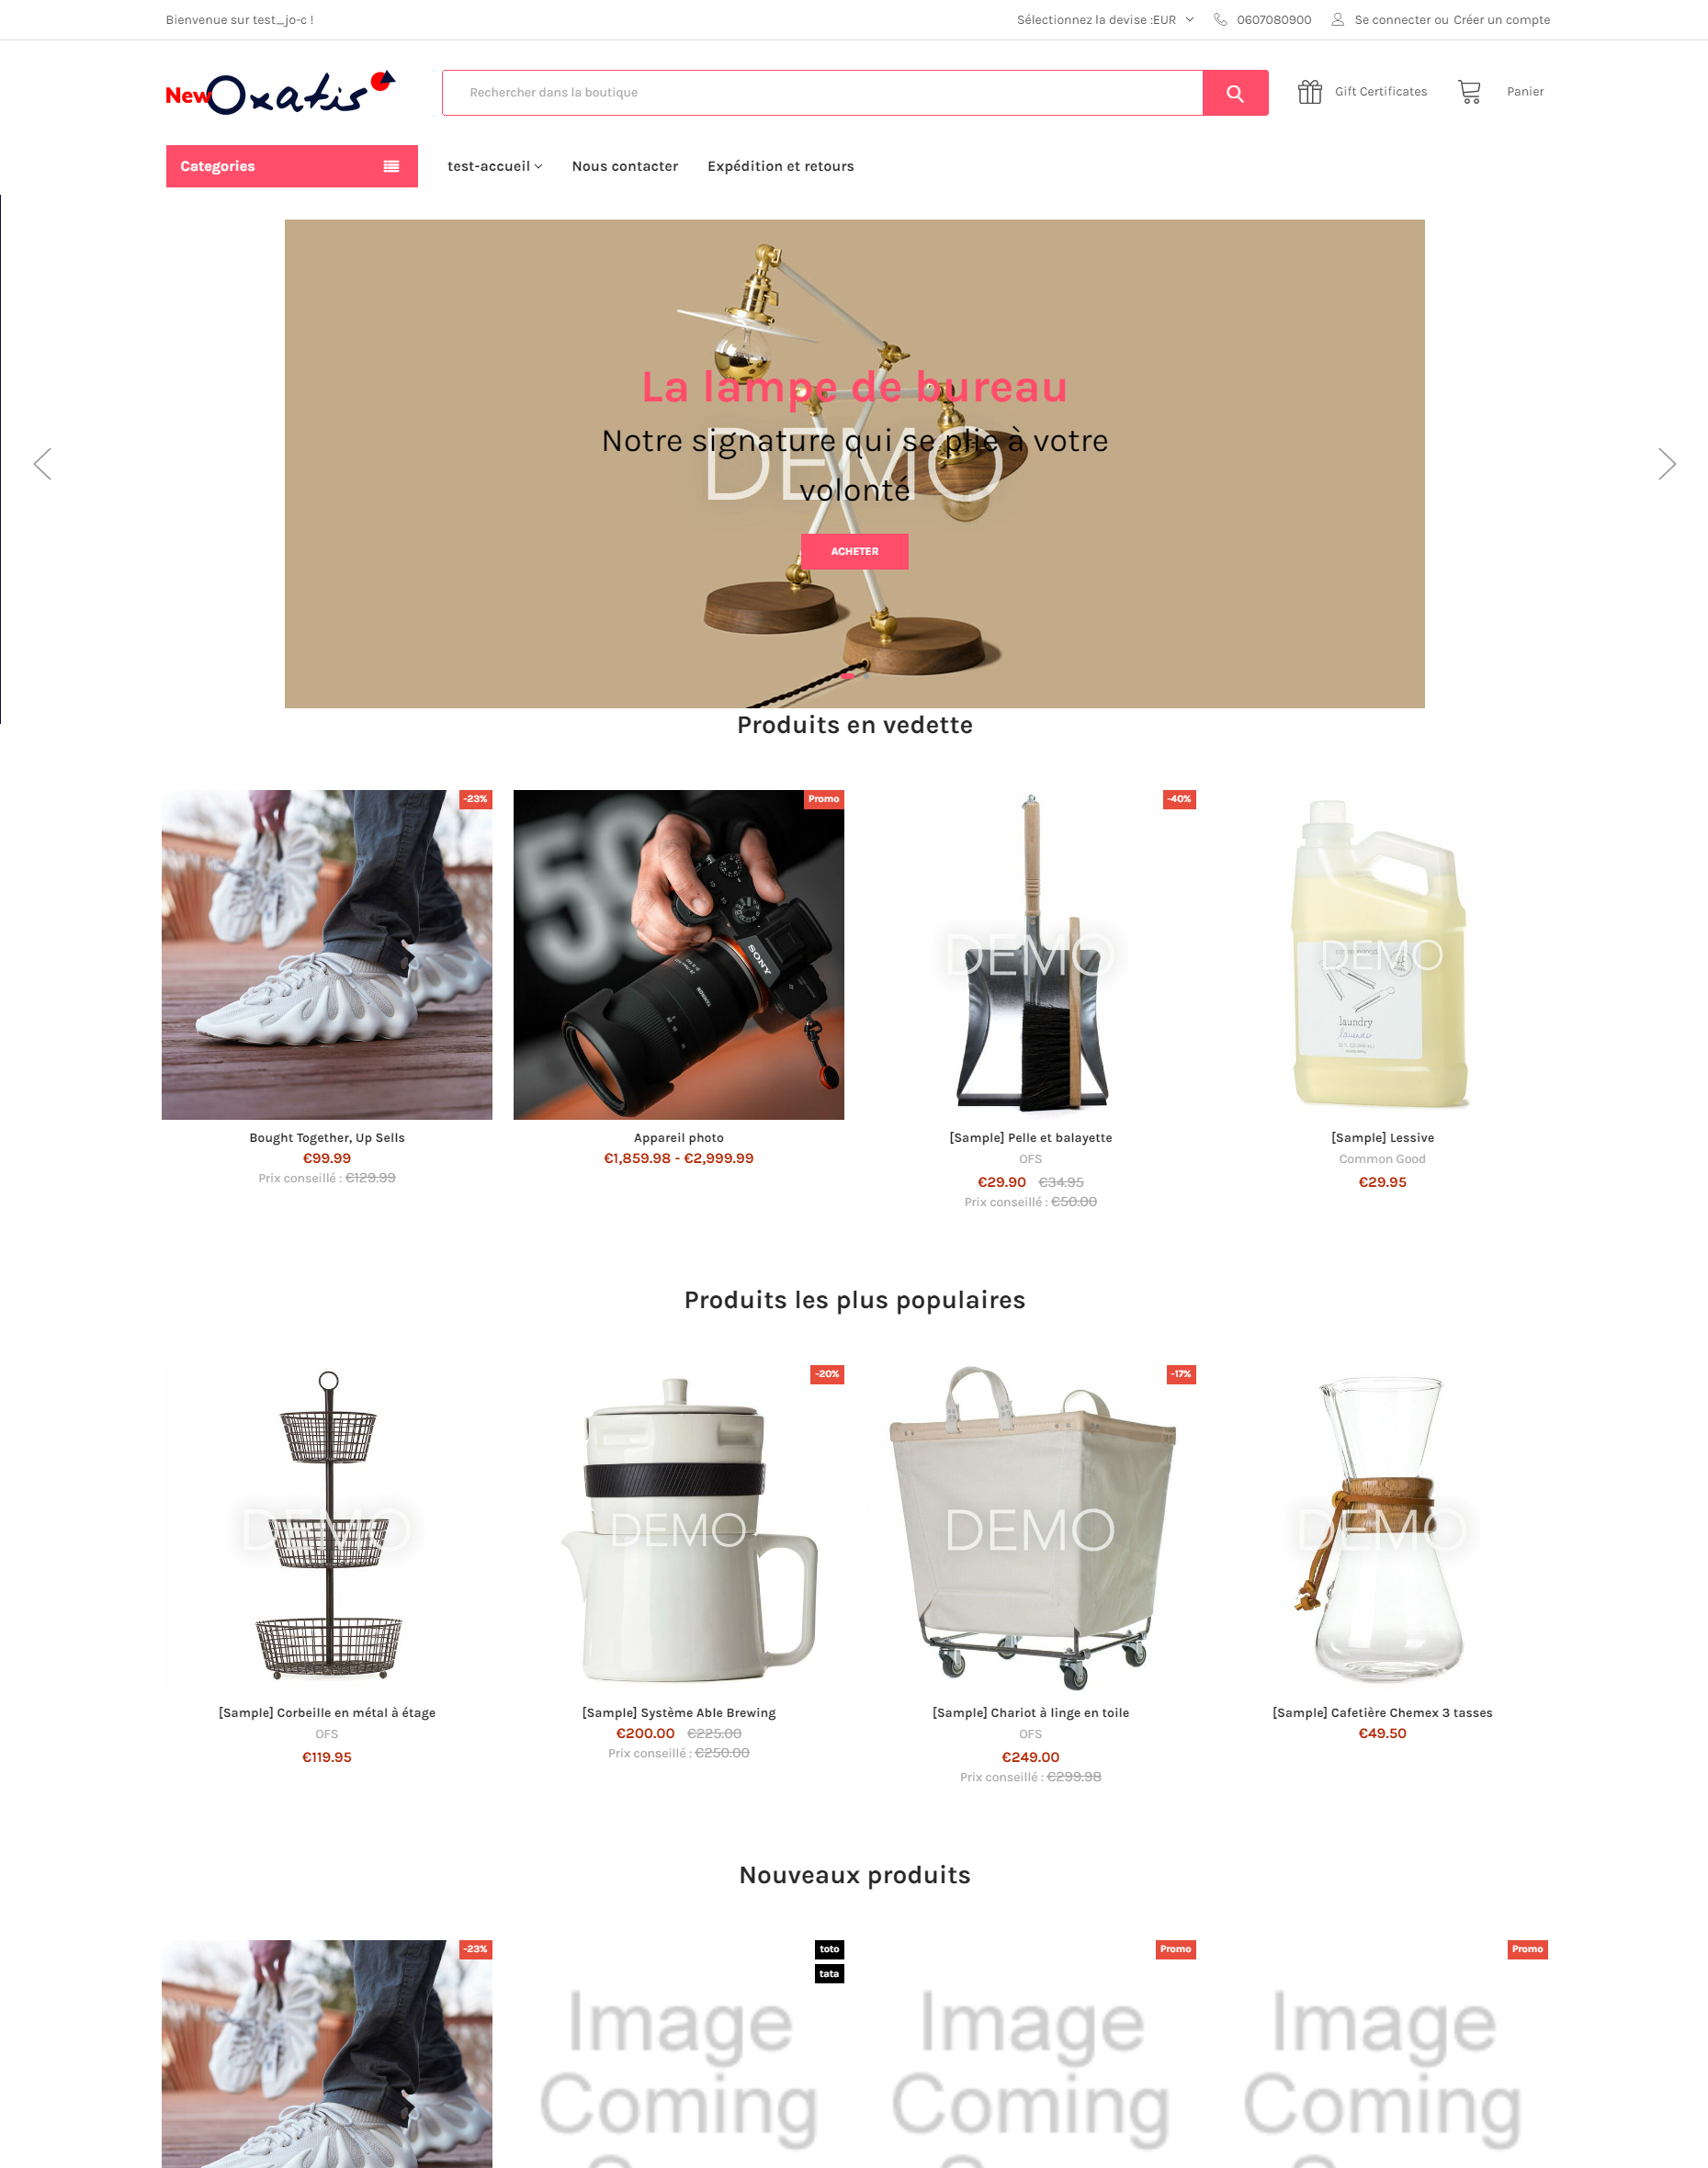 Bienvenue sur test_jo-c !
Sélectionnez la devise :EUR
0607080900
Se connecter ou Créer un compte
New Oxatis
Rechercher dans la boutique
Gift Certificates
Panier
Categories
test-accueil
Nous contacter
Expédition et retours
La lampe de bureau
Notre signature qui se plie à votre
volonté
DEMO
ACHETER
Produits en vedette
-23%
Promo
-40%
50
SONY
TAMRON
DEMO
DEMO
laundry
lavender
Bought Together, Up Sells
€99.99
Prix conseillé : €129.99
Appareil photo
€1,859.98 - €2,999.99
[Sample] Pelle et balayette
OFS
€29.90 €34.95
Prix conseillé : €50.00
[Sample] Lessive
Common Good
€29.95
Produits les plus populaires
-20%
-17%
DEMO
DEMO
DEMO
DEMO
[Sample] Corbeille en métal à étage
OFS
€119.95
[Sample] Système Able Brewing
€200.00 €225.00
Prix conseillé : €250.00
[Sample] Chariot à linge en toile
OFS
€249.00
Prix conseillé : €299.98
[Sample] Cafetière Chemex 3 tasses
€49.50
Nouveaux produits
-23%
toto
tata
Promo
Promo
Image
Coming
Image
Coming
Image
Coming